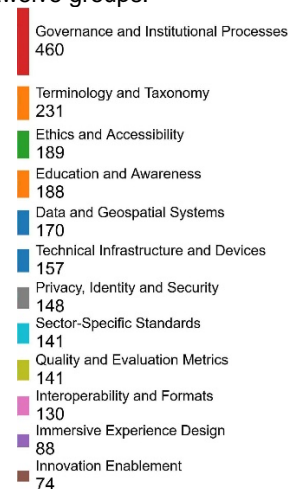 twelve groups.
Governance and Institutional Processes
460
Terminology and Taxonomy
231
Ethics and Accessibility
189
Education and Awareness
188
Data and Geospatial Systems
170
Technical Infrastructure and Devices
157
Privacy, Identity and Security
148
Sector-Specific Standards
141
Quality and Evaluation Metrics
141
Interoperability and Formats
130
Immersive Experience Design
88
Innovation Enablement
74